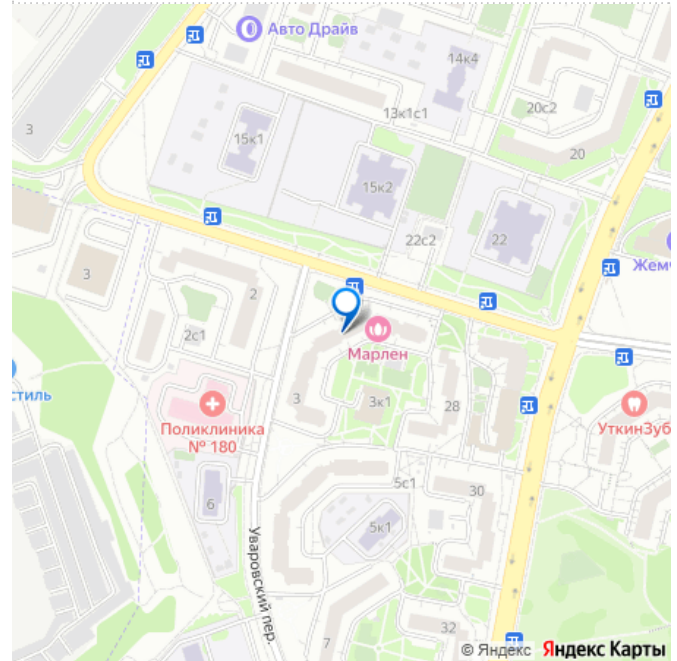 Авто Драйв
14к4
13к1с1
20с2
3
15к1
20
15к2
22с2
22
Жемч
3
2
2с1
Марлен
стиль
3
3к1
28
УткинЗуб
Поликлиника
№ 180
5с1
30
6
5к1
Уваровский пер.
7
32
© Яндекс Яндекс Карты